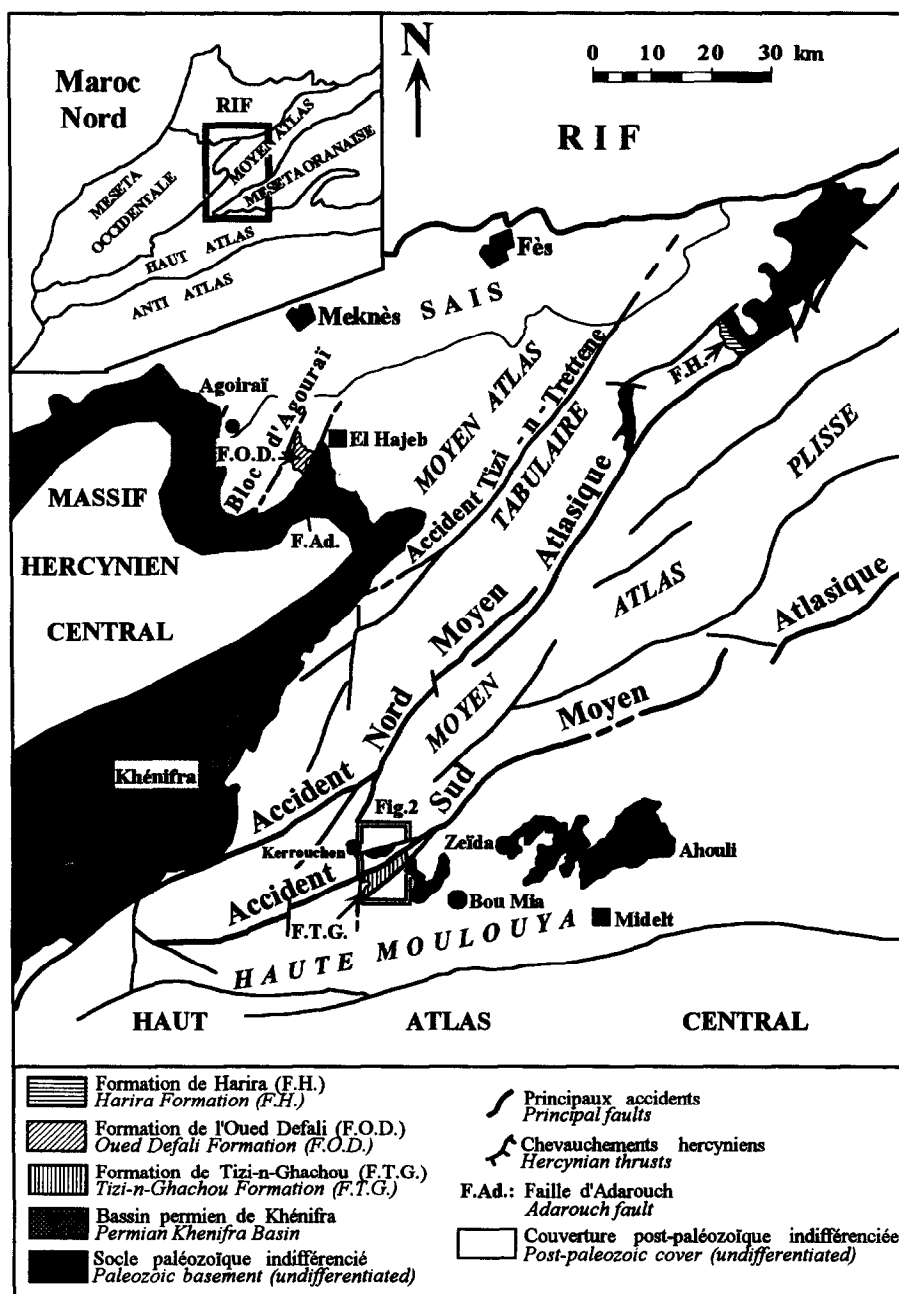 Maroc
Nord
RIF
MOYEN ATLAS
MESETA ORANAISE
MESETA
OCCIDENTALE
HAUT ATLAS
ANTI ATLAS
N
0 10 20 30 km
RIF
Fès
SAIS
Meknès
Agoiraï
Bloc d'Agouraï
F.O.D.
El Hajeb
F.Ad.
MOYEN ATLAS
TABULAIRE
Accident Tizi - n - Trettene
F.H.
MASSIF
HERCYNIEN
CENTRAL
PLISSE
ATLAS
MOYEN
Accident Nord Moyen Atlasique
Accident Sud Moyen Atlasique
Khénifra
Fig.2
Kerrouchen
Zeïda
Ahouli
Bou Mia
Midelt
F.T.G.
HAUTE MOULOUYA
HAUT ATLAS CENTRAL
Formation de Harira (F.H.)
Harira Formation (F.H.)
Formation de l'Oued Defali (F.O.D.)
Oued Defali Formation (F.O.D.)
Formation de Tizi-n-Ghachou (F.T.G.)
Tizi-n-Ghachou Formation (F.T.G.)
Bassin permien de Khénifra
Permian Khenifra Basin
Socle paléozoïque indifférencié
Paleozoic basement (undifferentiated)
Principaux accidents
Principal faults
Chevauchements hercyniens
Hercynian thrusts
F.Ad.: Faille d'Adarouch
Adarouch fault
Couverture post-paléozoïque indifférenciée
Post-paleozoic cover (undifferentiated)